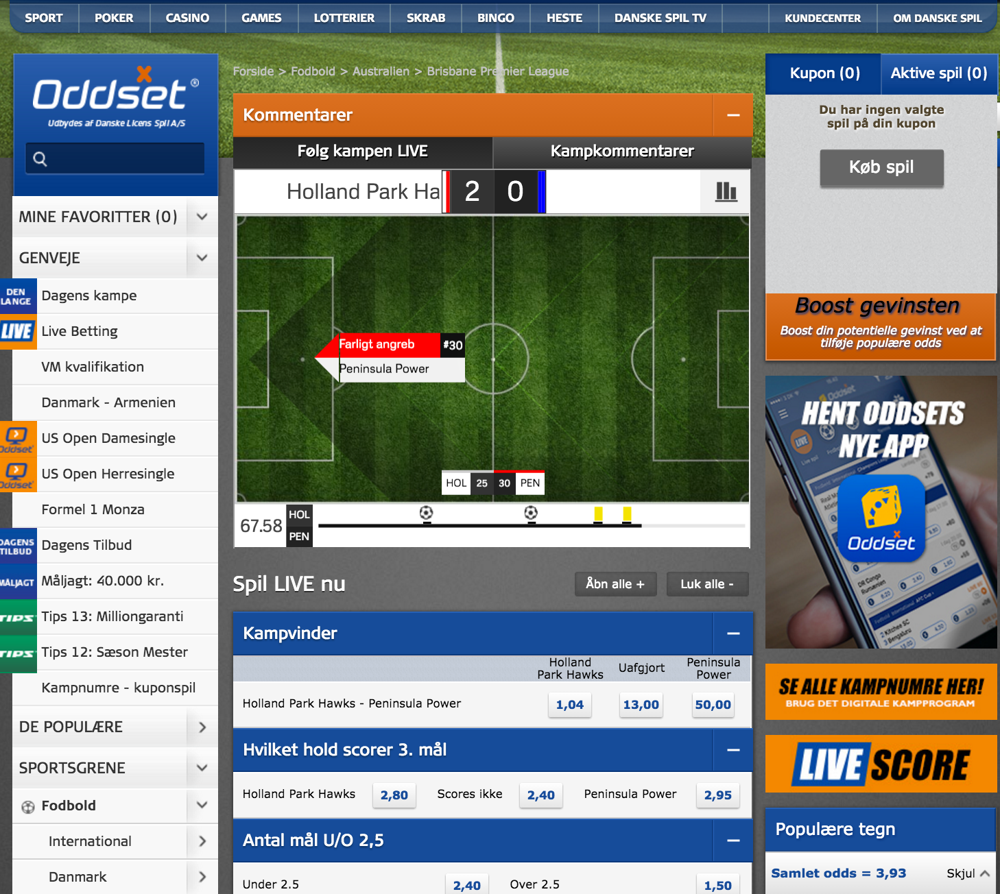 SPORT POKER CASINO GAMES LOTTERIER SKRAB BINGO HESTE DANSKE SPIL TV KUNDECENTER OM DANSKE SPIL
Oddset®
Udbydes af Danske Licens Spil A/S
MINE FAVORITTER (0)
GENVEJE
DEN
LANGE
Dagens kampe
LIVE Live Betting
VM kvalifikation
Danmark - Armenien
Oddset US Open Damesingle
Oddset US Open Herresingle
Formel 1 Monza
DAGENS
TILBUD
Dagens Tilbud
MÅLJAGT Måljagt: 40.000 kr.
TIPS Tips 13: Milliongaranti
TIPS Tips 12: Sæson Mester
Kampnumre - kuponspil
DE POPULÆRE
SPORTSGRENE
Fodbold
International
Danmark
Forside > Fodbold > Australien > Brisbane Premier League
Kommentarer
Følg kampen LIVE Kampkommentarer
Holland Park Ha 2 0
Farligt angreb #30
Peninsula Power
HOL 25 30 PEN
67.58
HOL
PEN
Spil LIVE nu Åbn alle + Luk alle -
Kampvinder
Holland
Park Hawks
Uafgjort
Peninsula
Power
Holland Park Hawks - Peninsula Power 1,04 13,00 50,00
Hvilket hold scorer 3. mål
Holland Park Hawks 2,80 Scores ikke 2,40 Peninsula Power 2,95
Antal mål U/O 2,5
Under 2.5 2,40 Over 2.5 1,50
Kupon (0) Aktive spil (0)
Du har ingen valgte
spil på din kupon
Køb spil
Boost gevinsten
Boost din potentielle gevinst ved at
tilføje populære odds
HENT ODDSETS
NYE APP
Oddset
SE ALLE KAMPNUMRE HER!
BRUG DET DIGITALE KAMPPROGRAM
LIVE SCORE
Populære tegn
Samlet odds = 3,93 Skjul